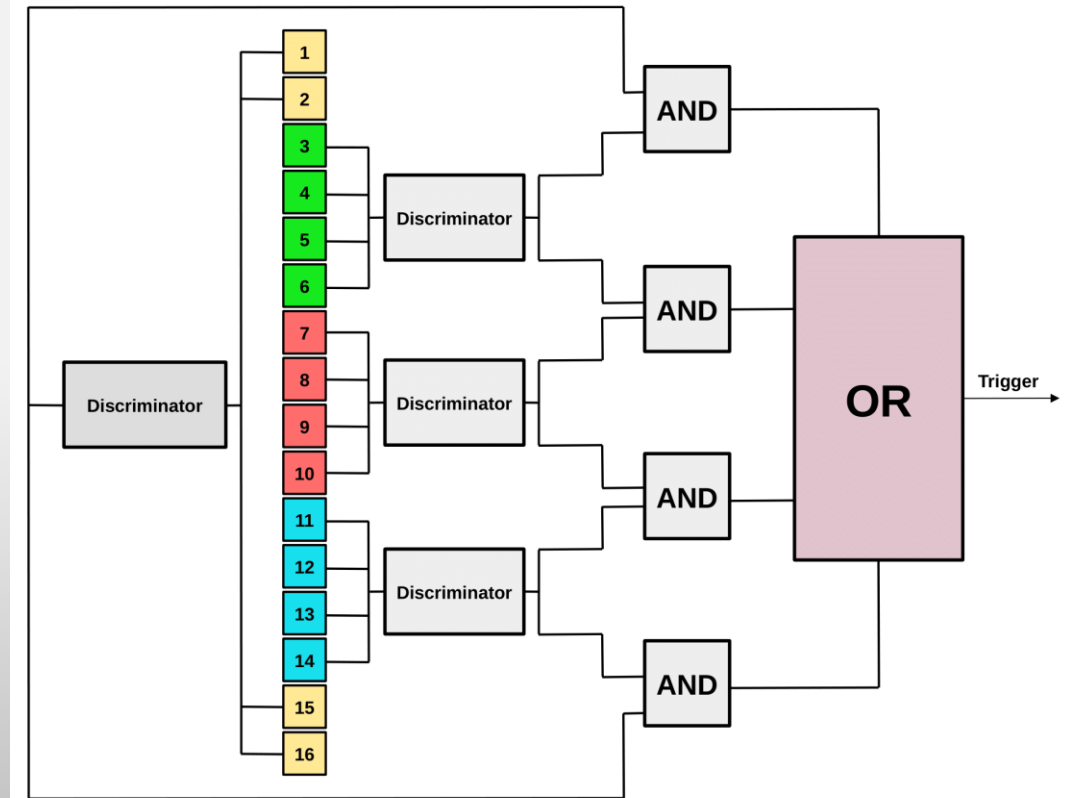 1
2
3
4
5
6
7
8
9
10
11
12
13
14
15
16
Discriminator
Discriminator
Discriminator
Discriminator
AND
AND
AND
AND
OR
Trigger